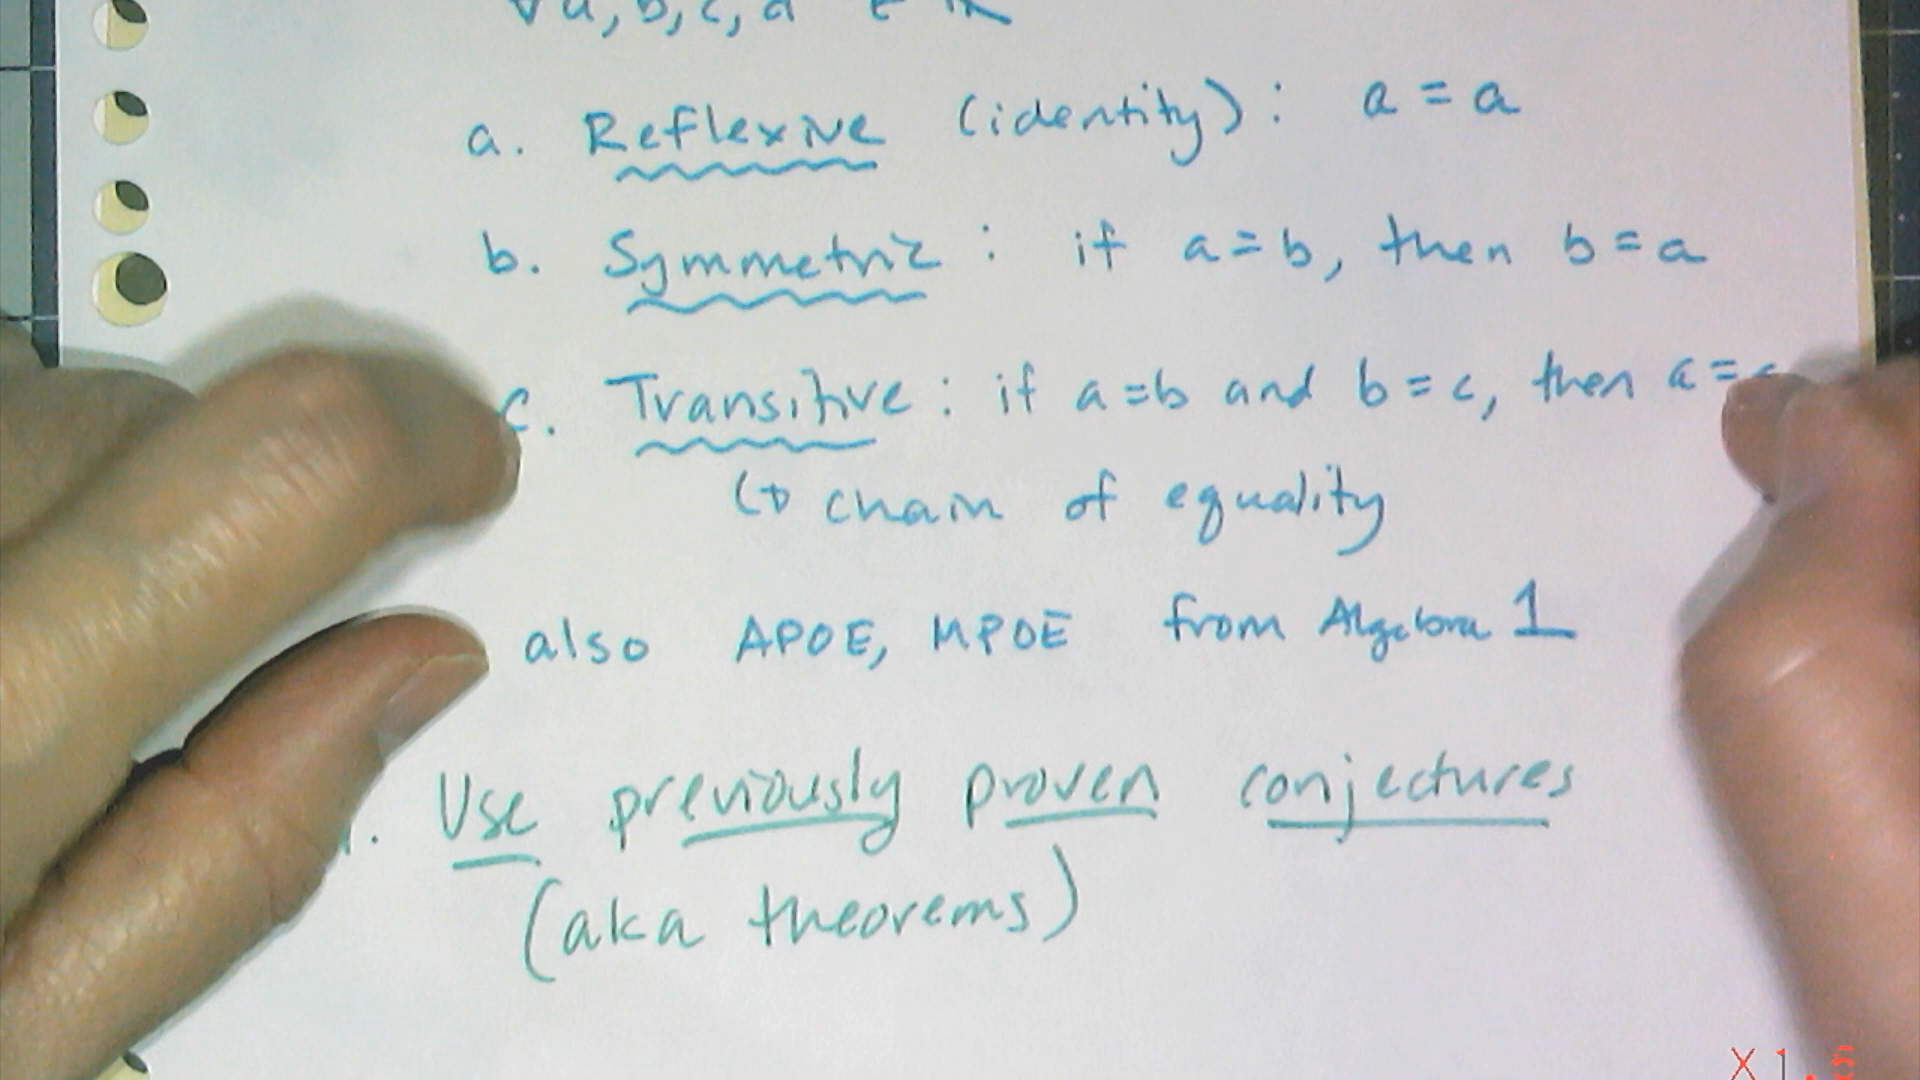 ∀ a, b, c, d ∈ ℝ
a. Reflexive (identity): a = a
b. Symmetric: if a = b, then b = a
c. Transitive: if a = b and b = c, then a = c
↳ chain of equality
also APOE, MPOE from Algebra 1
Use previously proven conjectures
(aka theorems)
X1.